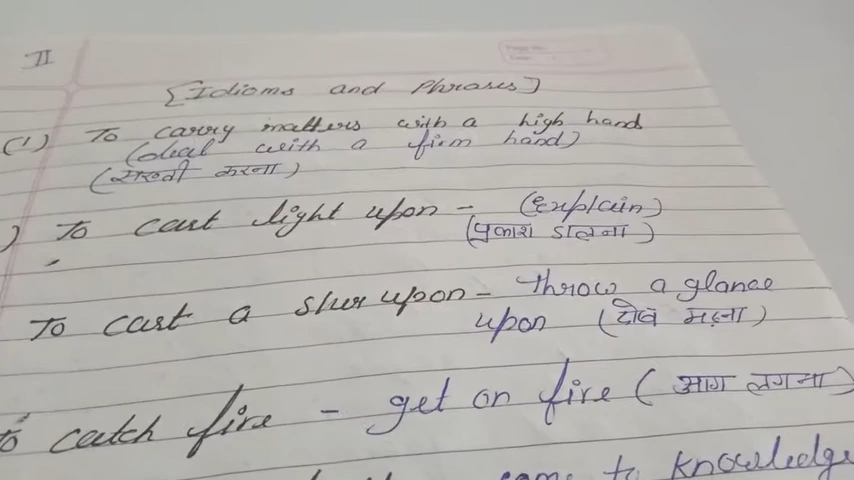 II
{Idioms and Phrases}
(1) To carry matters with a high hand
(deal with a firm hand)
(सख्ती करना)
) To cast light upon - (explain)
(प्रकाश डालना)
To cast a slur upon - throw a glance
upon (दोष मढ़ना)
To catch fire - get on fire (आग लगना)
came to knowledge